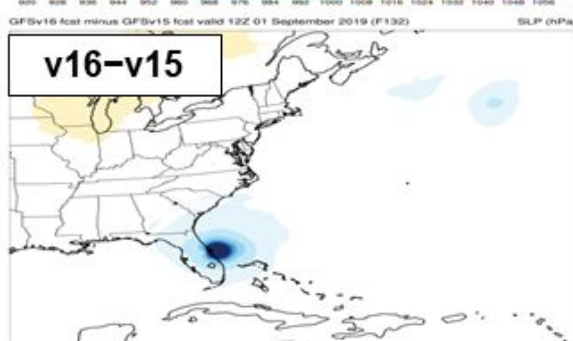 920 928 936 944 952 960 968 976 984 992 1000 1008 1016 1024 1032 1040 1048 1056
GFSv16 fcst minus GFSv15 fcst valid 12Z 01 September 2019 (F132) SLP (hPa)
v16−v15